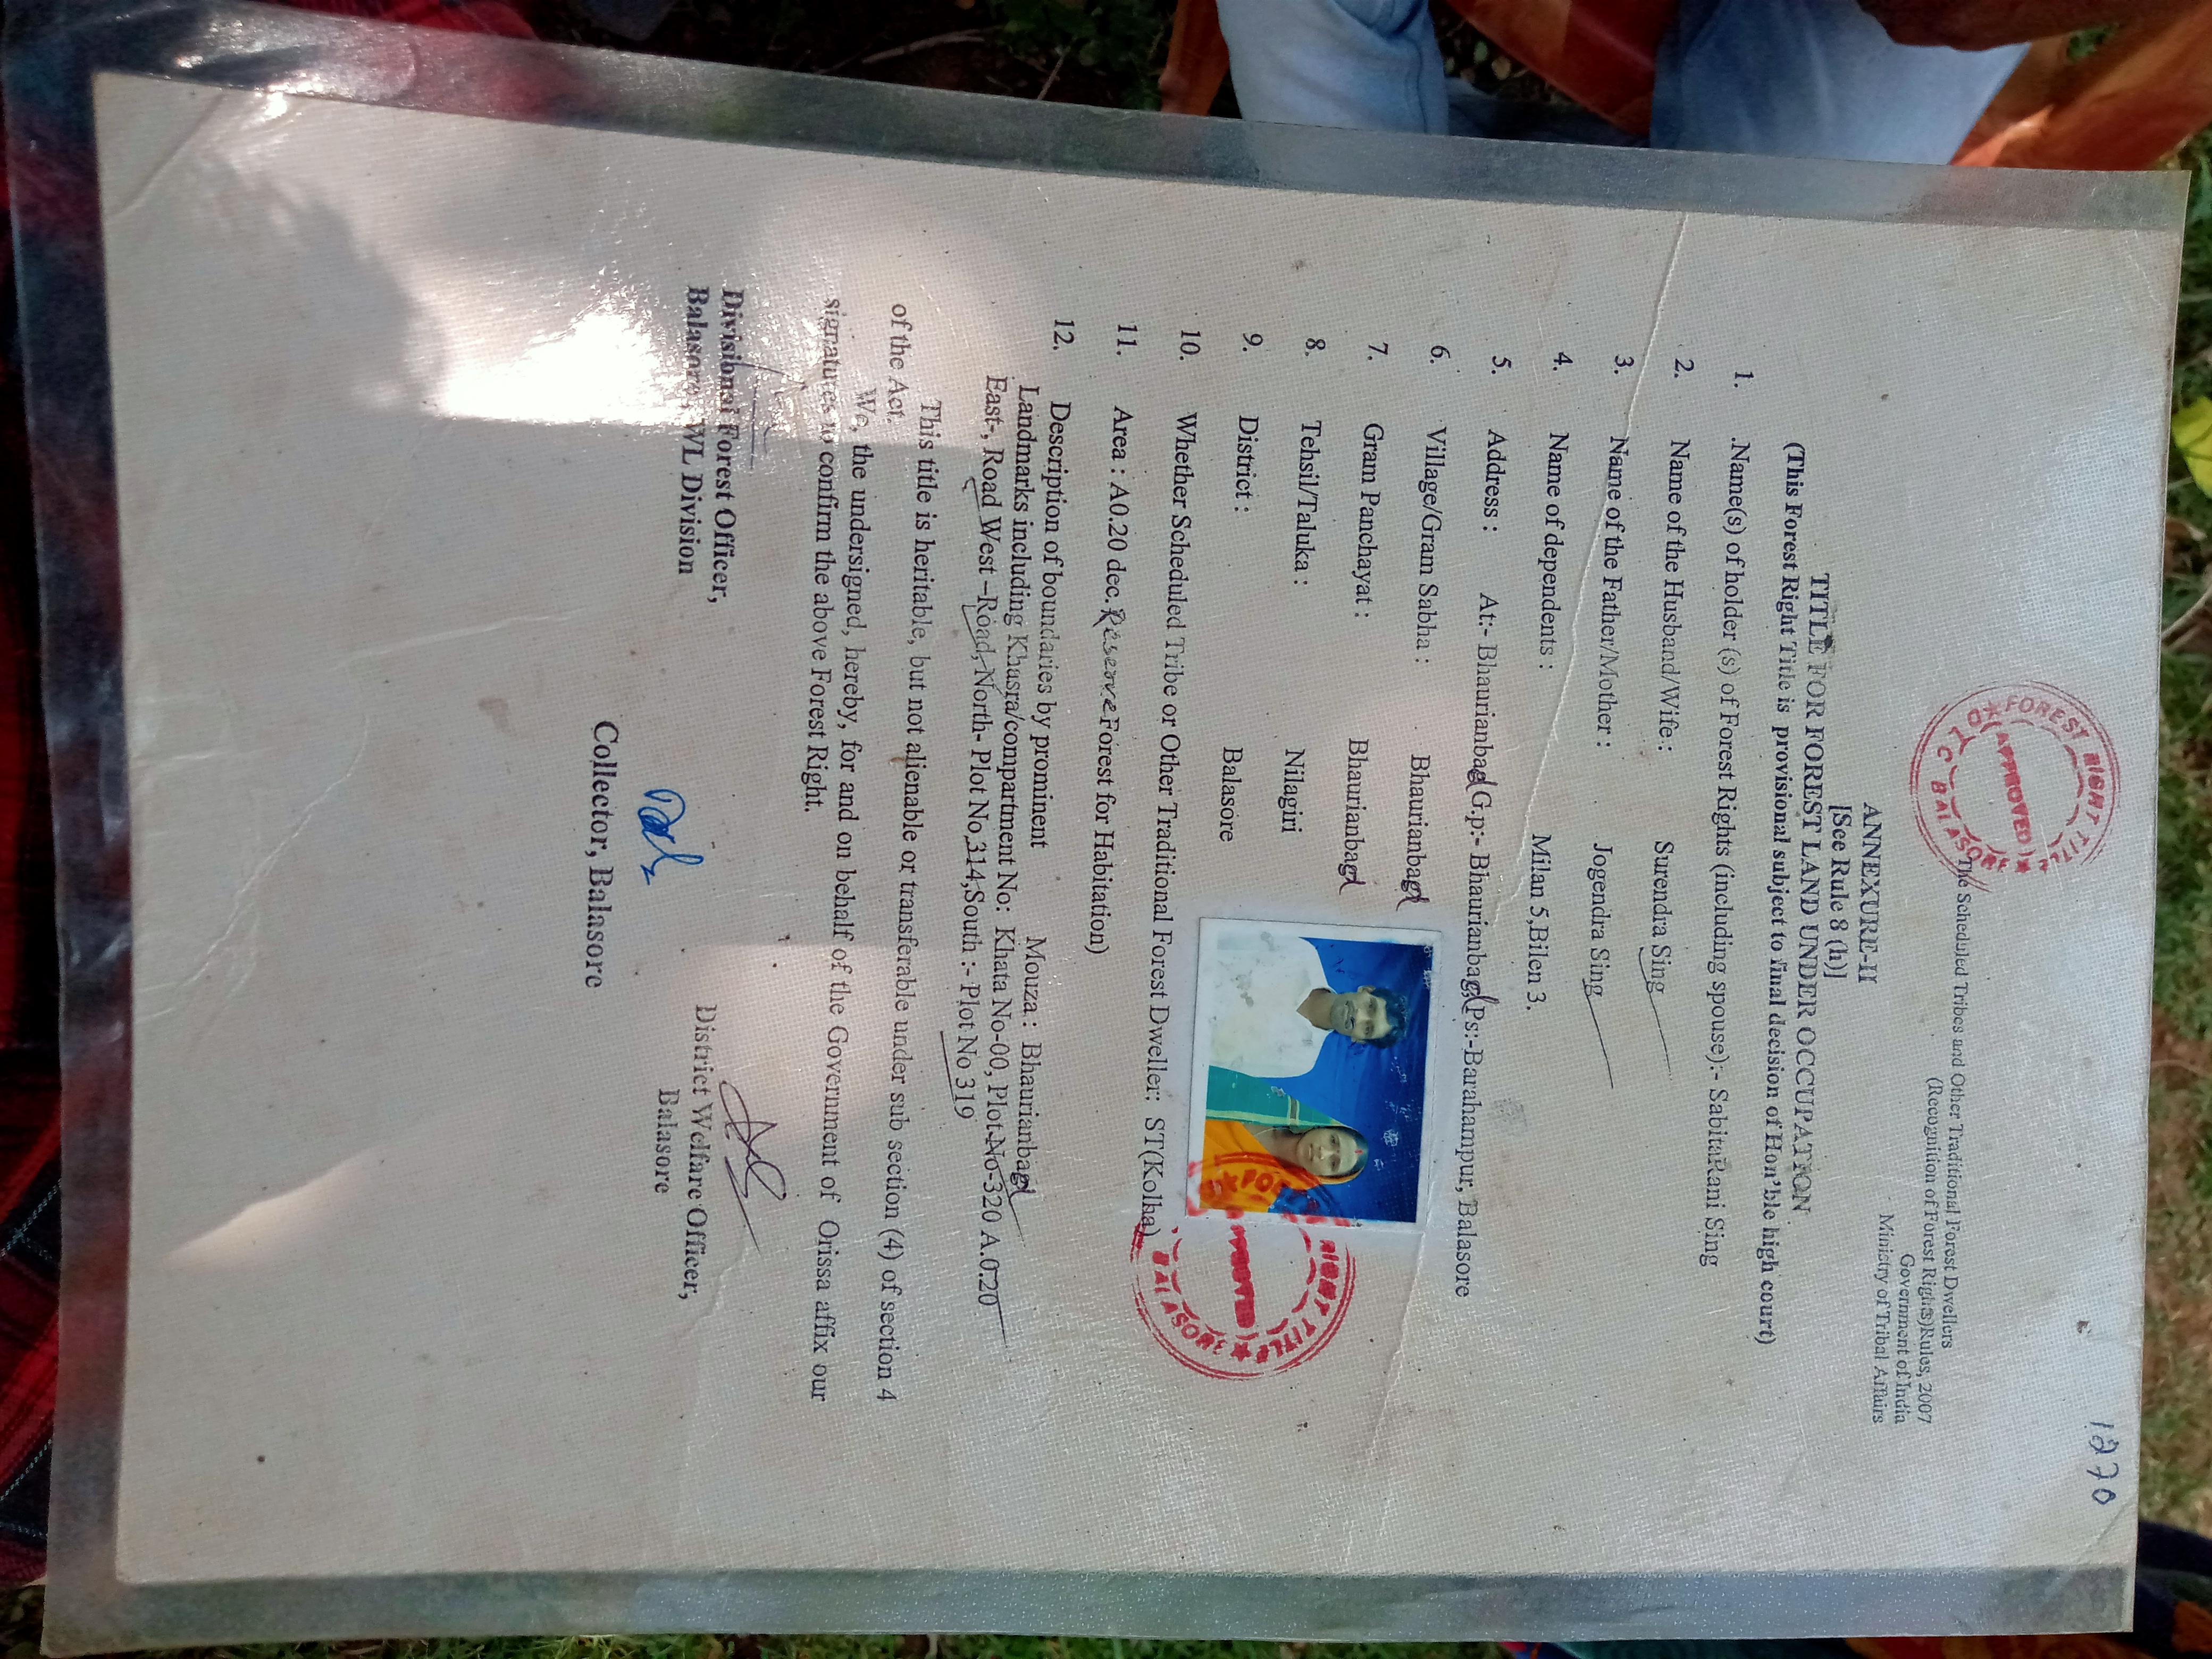 1270
FOREST RIGHT TITLE
APPROVED
BALASORE
The Scheduled Tribes and Other Traditional Forest Dwellers
(Recognition of Forest Rights)Rules, 2007
Government of India
Ministry of Tribal Affairs
ANNEXURE-II
[See Rule 8 (h)]
TITLE FOR FOREST LAND UNDER OCCUPATION
(This Forest Right Title is provisional subject to final decision of Hon'ble high court)
1. .Name(s) of holder (s) of Forest Rights (including spouse):- SabitaRani Sing
2. Name of the Husband/Wife: Surendra Sing
3. Name of the Father/Mother : Jogendra Sing
4. Name of dependents : Milan 5,Bilen 3.
5. Address : At:- Bhaurianbad G.p:- Bhaurianbad, Ps:-Barahampur, Balasore
6. Village/Gram Sabha : Bhaurianbad
7. Gram Panchayat : Bhaurianbad
8. Tehsil/Taluka : Nilagiri
9. District : Balasore
10. Whether Scheduled Tribe or Other Traditional Forest Dweller: ST(Kolha)
RIGHT TITLE
APPROVED
BALASORE
11. Area : A0.20 dec. Reserve Forest for Habitation)
12. Description of boundaries by prominent Mouza : Bhaurianbad
Landmarks including Khasra/compartment No: Khata No-00, Plot-No-320 A.0.20
East-, Road West –Road, North- Plot No,314,South :- Plot No 319
This title is heritable, but not alienable or transferable under sub section (4) of section 4
of the Act.
We, the undersigned, hereby, for and on behalf of the Government of Orissa affix our
signatures to confirm the above Forest Right.
Divisional Forest Officer,
Balasore, WL Division
District Welfare Officer,
Balasore
Collector, Balasore